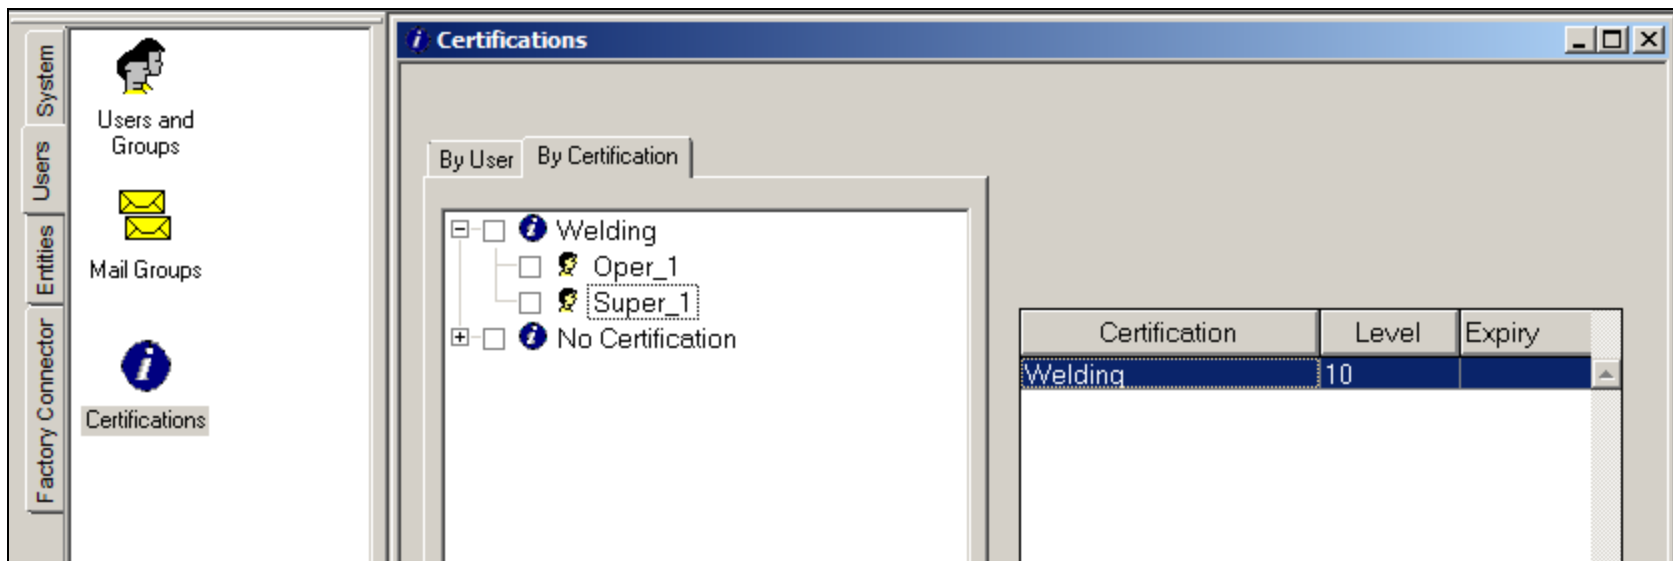 System
Users
Entities
Factory Connector
Users and
Groups
Mail Groups
Certifications
Certifications
By User
By Certification
Welding
Oper_1
Super_1
No Certification
Certification Level Expiry
Welding 10